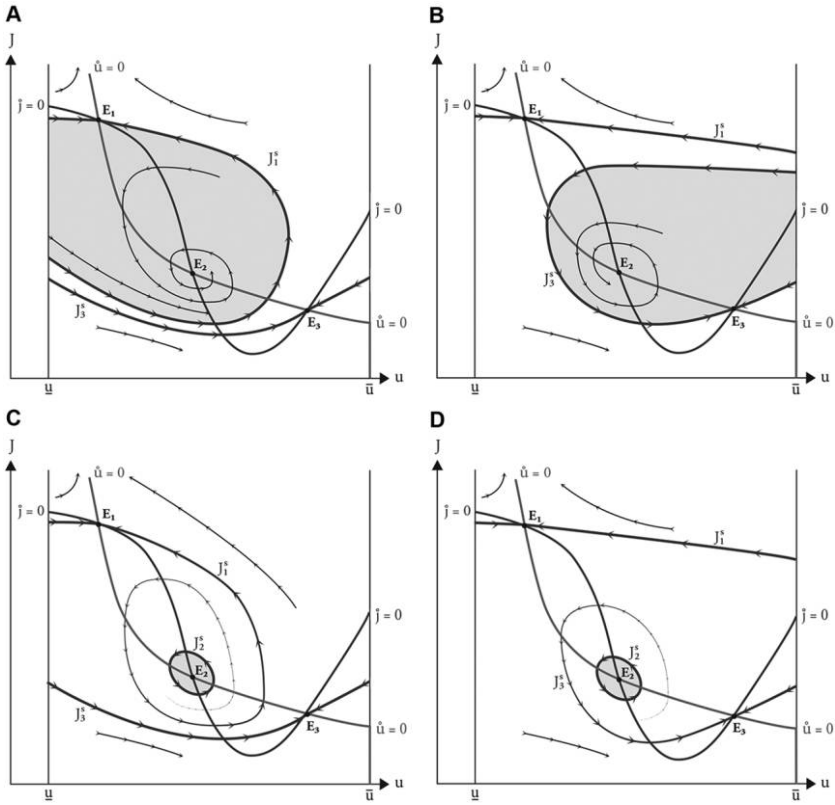 A
J
ů = 0
j̊ = 0
E₁
J₁ˢ
j̊ = 0
E₂
J₃ˢ
E₃
ů = 0
u̲
ū
u
B
J
ů = 0
j̊ = 0
E₁
J₁ˢ
j̊ = 0
E₂
J₃ˢ
E₃
ů = 0
u̲
ū
u
C
J
ů = 0
j̊ = 0
E₁
J₁ˢ
j̊ = 0
J₂ˢ
E₂
J₃ˢ
E₃
ů = 0
u̲
ū
u
D
J
ů = 0
j̊ = 0
E₁
J₁ˢ
j̊ = 0
J₂ˢ
E₂
J₃ˢ
E₃
ů = 0
u̲
ū
u